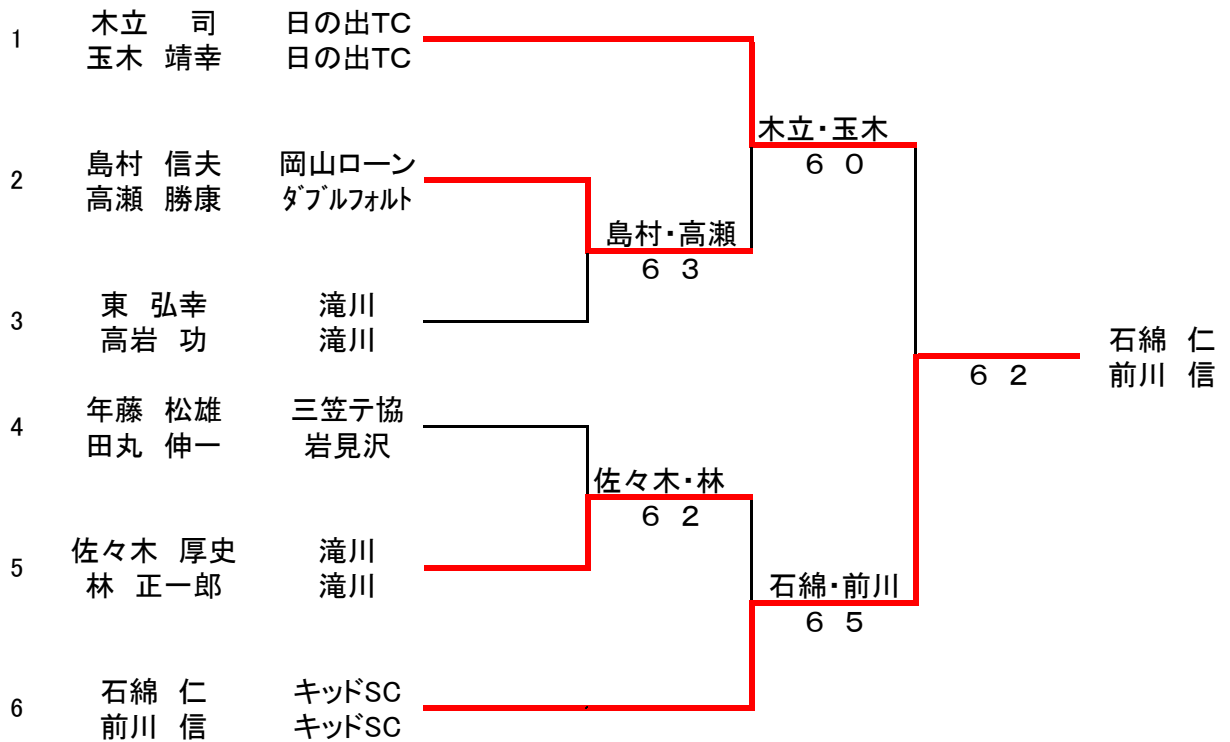 1 木立 司 日の出TC
玉木 靖幸 日の出TC
木立・玉木
6 0
2 島村 信夫 岡山ローン
高瀬 勝康 ダブルフォルト
島村・高瀬
6 3
3 東 弘幸 滝川
高岩 功 滝川
石綿 仁
前川 信
6 2
4 年藤 松雄 三笠テ協
田丸 伸一 岩見沢
佐々木・林
6 2
5 佐々木 厚史 滝川
林 正一郎 滝川
石綿・前川
6 5
6 石綿 仁 キッドSC
前川 信 キッドSC